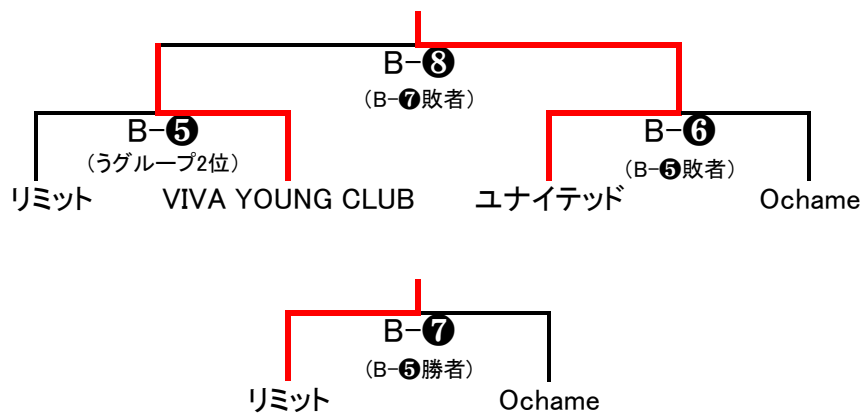 B-❽
(B-❼敗者)
B-❺
B-❻
(うグループ2位)
(B-❺敗者)
リミット VIVA YOUNG CLUB ユナイテッド Ochame
B-❼
(B-❺勝者)
リミット Ochame